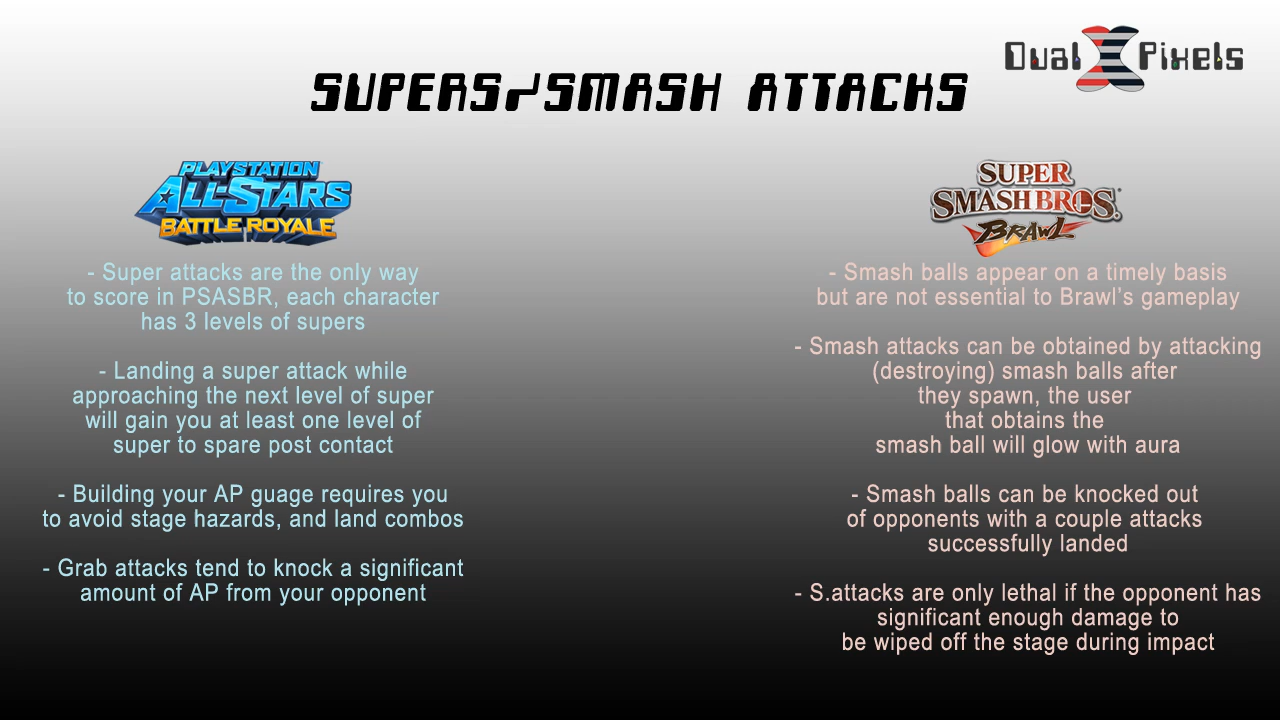 Dual Pixels
SUPERS/SMASH ATTACKS
PLAYSTATION
ALL-STARS
BATTLE ROYALE
- Super attacks are the only way
to score in PSASBR, each character
has 3 levels of supers
- Landing a super attack while
approaching the next level of super
will gain you at least one level of
super to spare post contact
- Building your AP guage requires you
to avoid stage hazards, and land combos
- Grab attacks tend to knock a significant
amount of AP from your opponent
SUPER
SMASH BROS.
BRAWL
- Smash balls appear on a timely basis
but are not essential to Brawl's gameplay
- Smash attacks can be obtained by attacking
(destroying) smash balls after
they spawn, the user
that obtains the
smash ball will glow with aura
- Smash balls can be knocked out
of opponents with a couple attacks
successfully landed
- S.attacks are only lethal if the opponent has
significant enough damage to
be wiped off the stage during impact